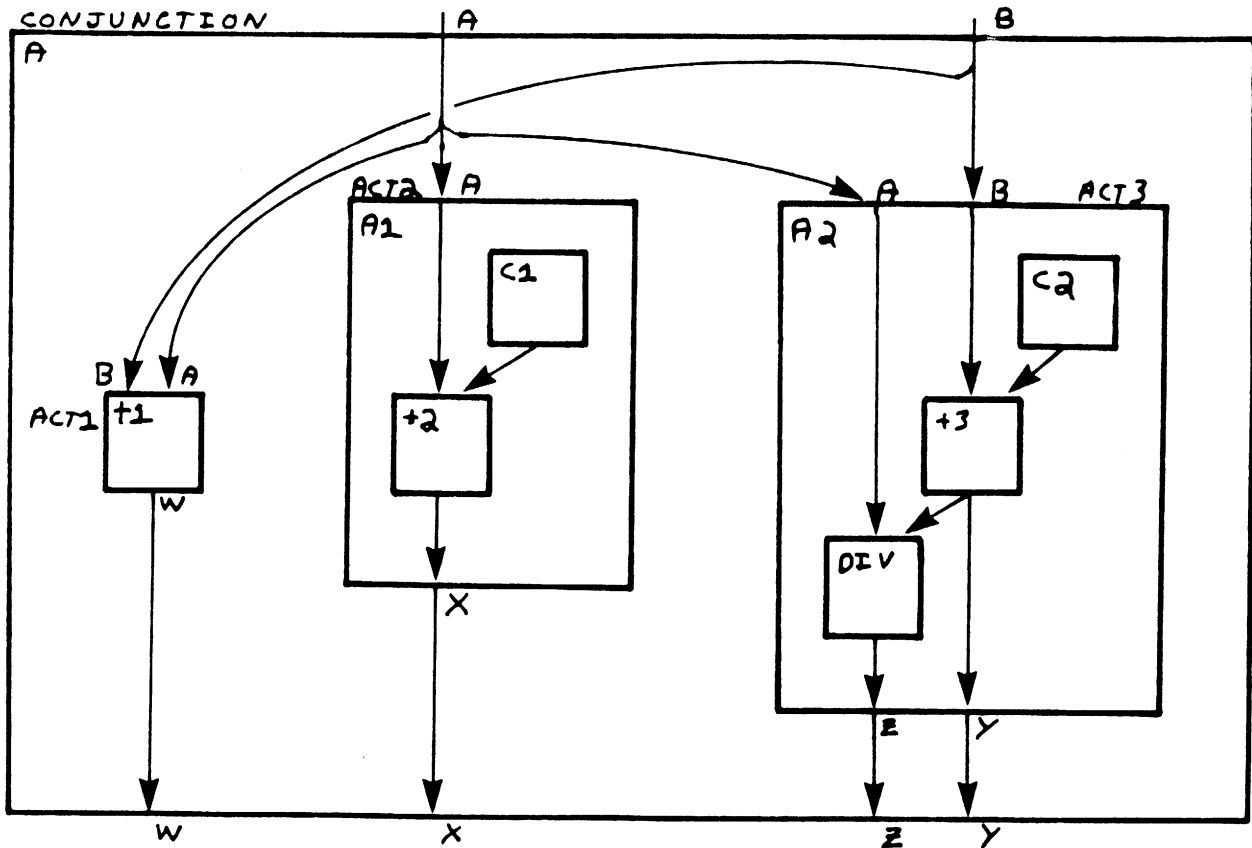 CONJUNCTION
A
B
A
ACT2
A
A
B
ACT3
A1
A2
C1
C2
B
A
ACT1
+1
+2
+3
W
DIV
X
Z
Y
W
X
Z
Y